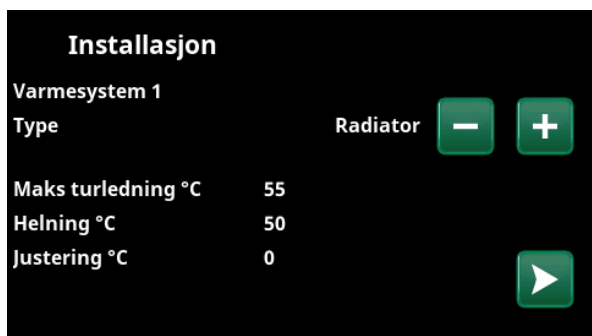 Installasjon
Varmesystem 1
Type Radiator
Maks turledning °C 55
Helning °C 50
Justering °C 0